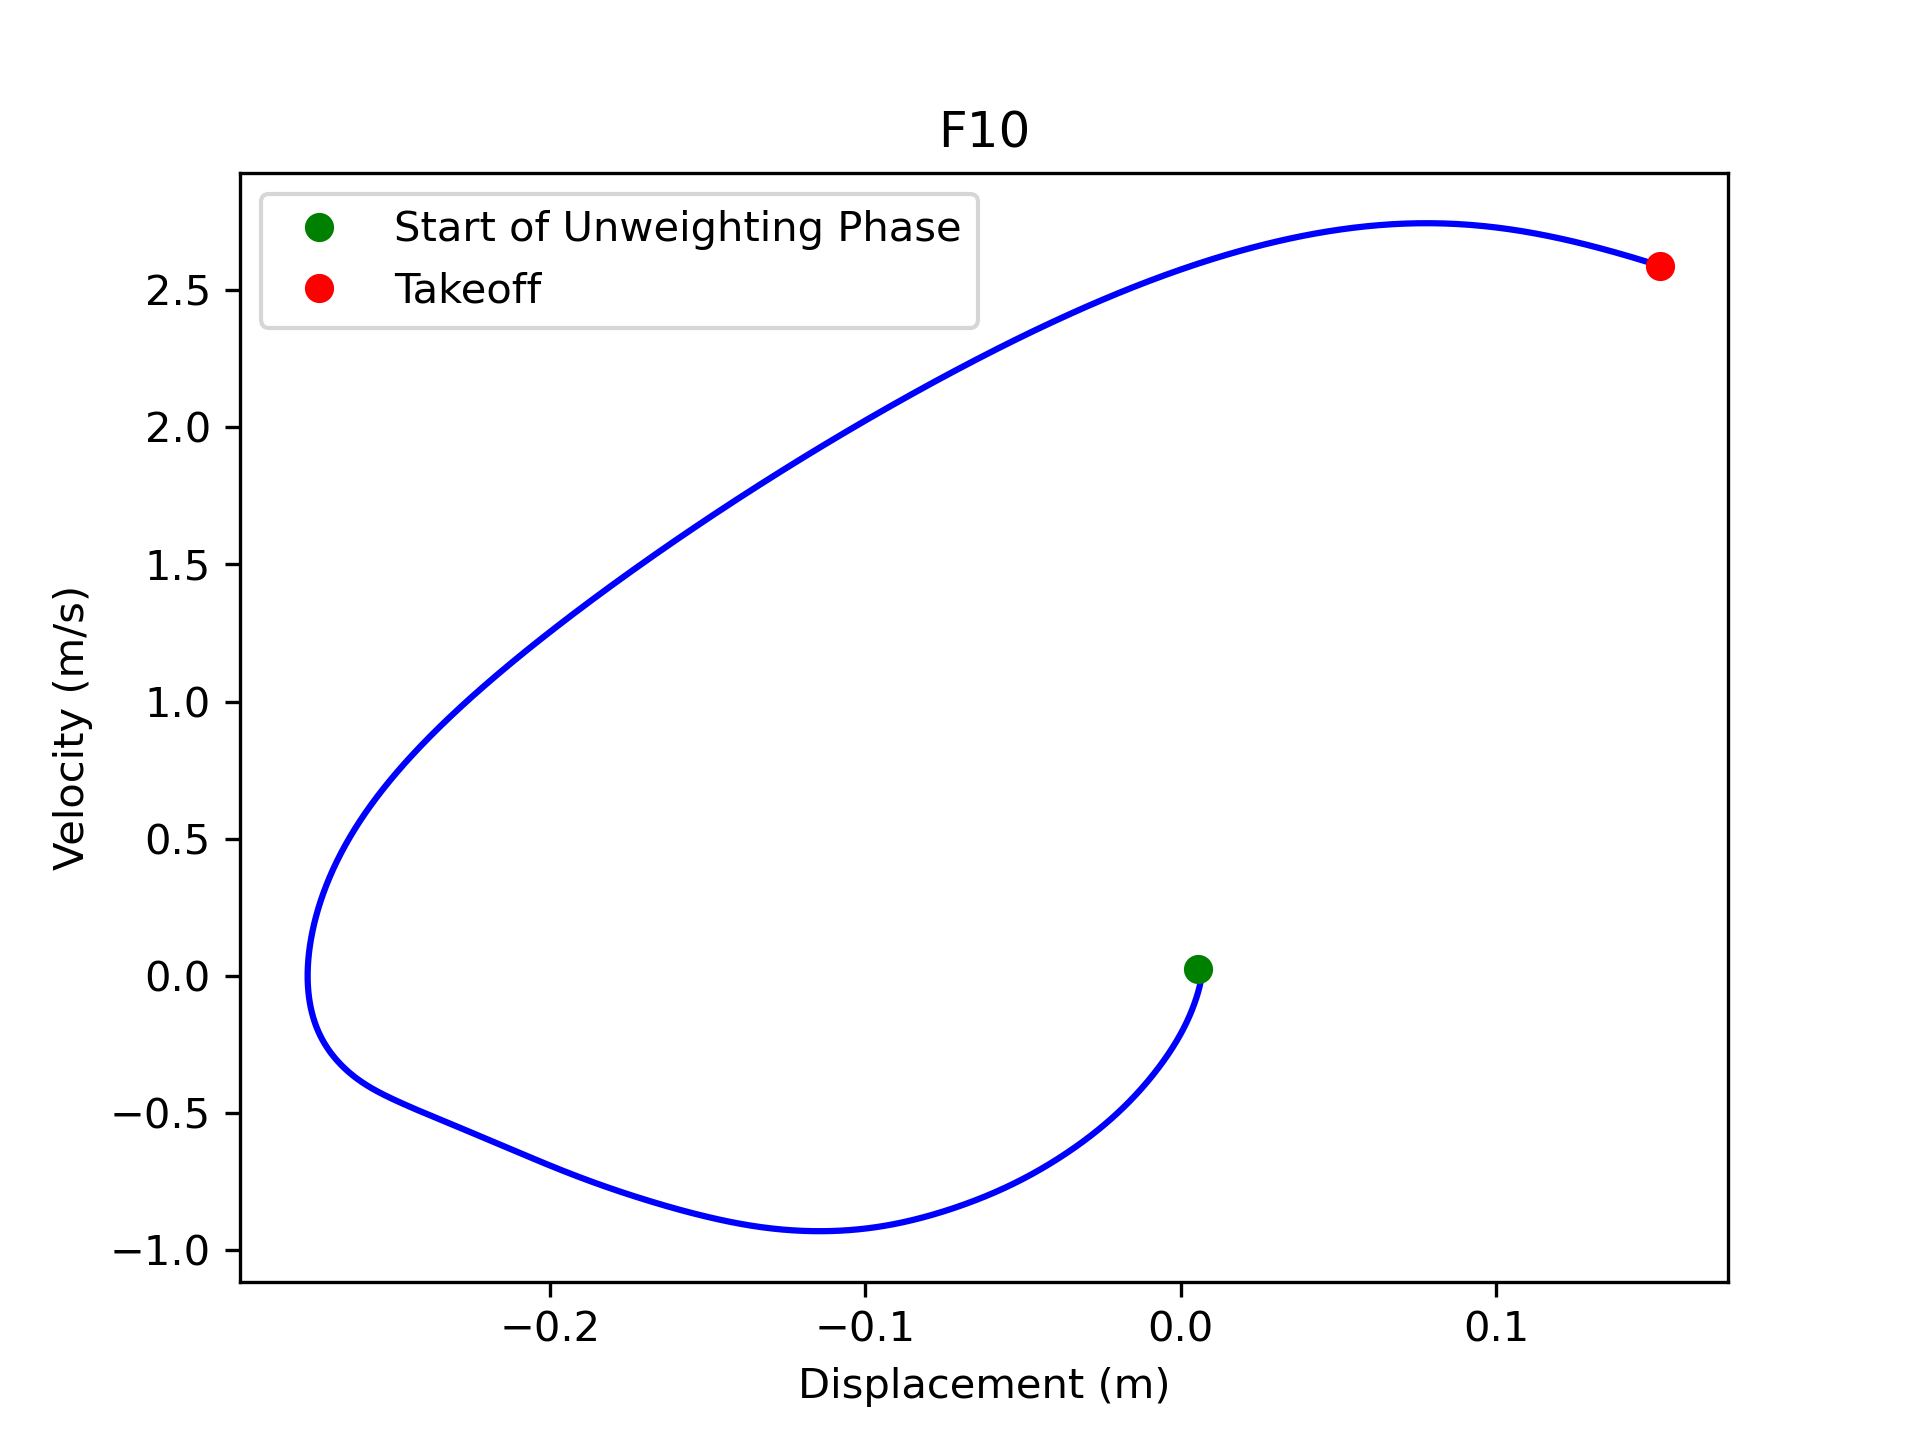 F10
Start of Unweighting Phase
Takeoff
2.5
2.0
1.5
1.0
0.5
0.0
−0.5
−1.0
Velocity (m/s)
−0.2 −0.1 0.0 0.1
Displacement (m)